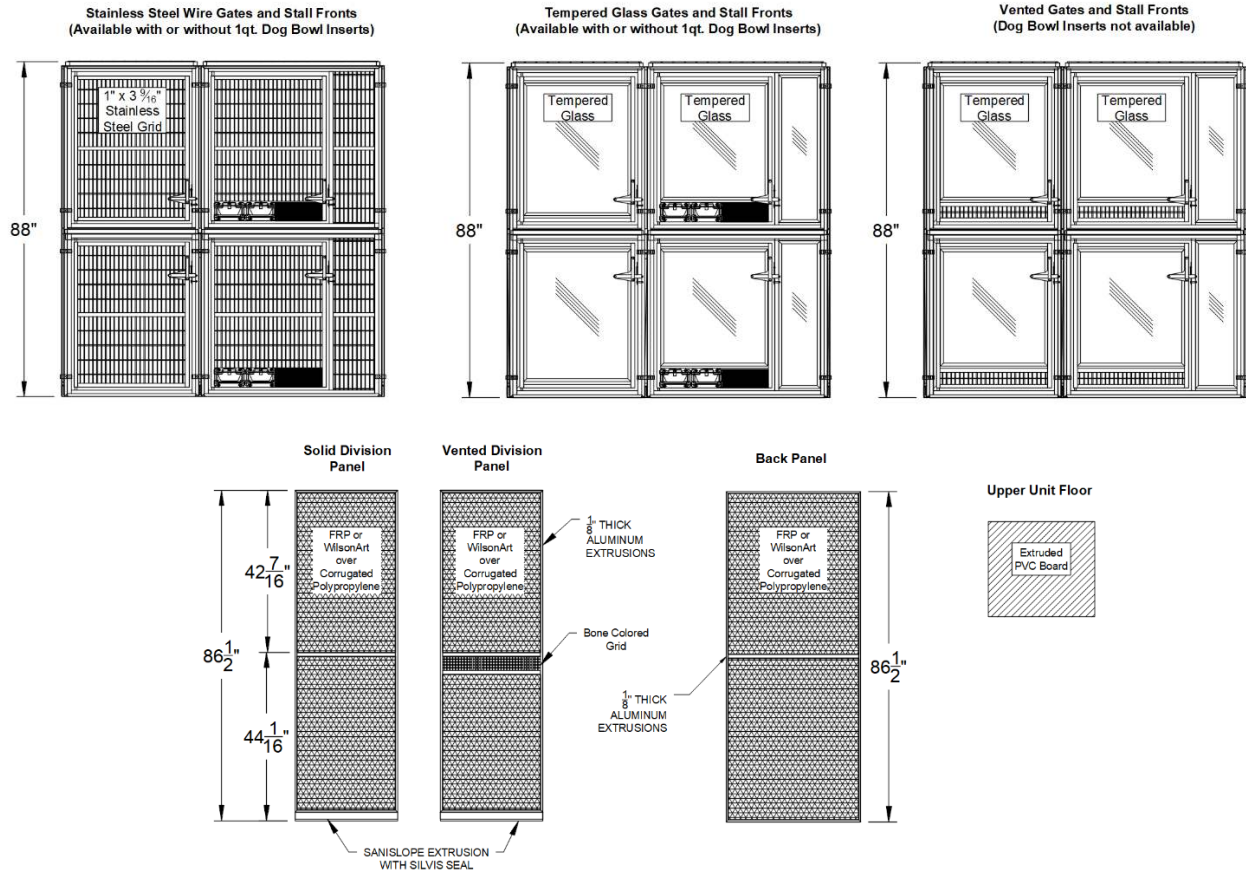 Stainless Steel Wire Gates and Stall Fronts
(Available with or without 1qt. Dog Bowl Inserts)
1" x 3 9/16"
Stainless
Steel Grid
88"
Tempered Glass Gates and Stall Fronts
(Available with or without 1qt. Dog Bowl Inserts)
Tempered
Glass
Tempered
Glass
88"
Vented Gates and Stall Fronts
(Dog Bowl Inserts not available)
Tempered
Glass
Tempered
Glass
88"
Solid Division
Panel
FRP or
WilsonArt
over
Corrugated
Polypropylene
42 7/16"
86 1/2"
44 1/16"
Vented Division
Panel
FRP or
WilsonArt
over
Corrugated
Polypropylene
1/8" THICK
ALUMINUM
EXTRUSIONS
Bone Colored
Grid
SANISLOPE EXTRUSION
WITH SILVIS SEAL
Back Panel
FRP or
WilsonArt
over
Corrugated
Polypropylene
1/8" THICK
ALUMINUM
EXTRUSIONS
86 1/2"
Upper Unit Floor
Extruded
PVC Board